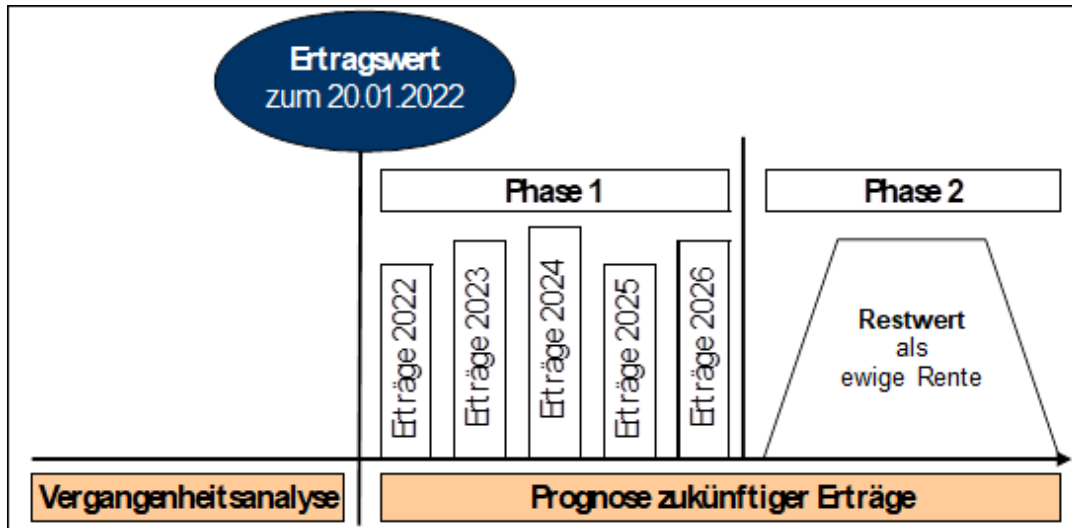 Ertragswert
zum 20.01.2022
Phase 1
Phase 2
Erträge 2022
Erträge 2023
Erträge 2024
Erträge 2025
Erträge 2026
Restwert
als
ewige Rente
Vergangenheitsanalyse
Prognose zukünftiger Erträge